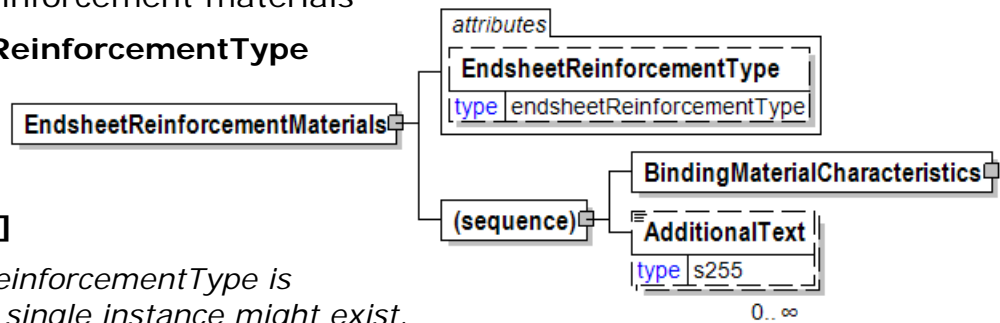 inforcement materials
ReinforcementType
]
einforcementType is
single instance might exist.
attributes
EndsheetReinforcementType
type endsheetReinforcementType
EndsheetReinforcementMaterials
BindingMaterialCharacteristics
(sequence)
AdditionalText
type s255
0.. ∞